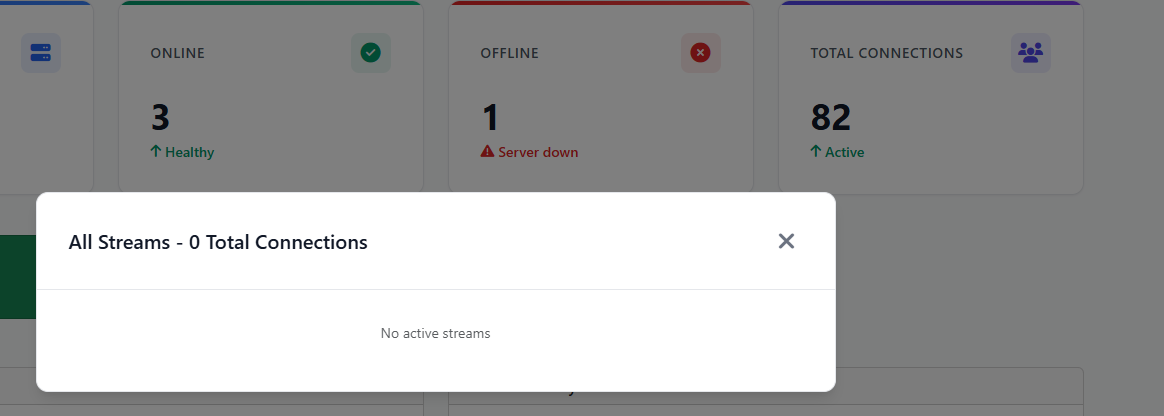 ONLINE
OFFLINE
TOTAL CONNECTIONS
3
1
82
Healthy
Server down
Active
All Streams - 0 Total Connections
No active streams